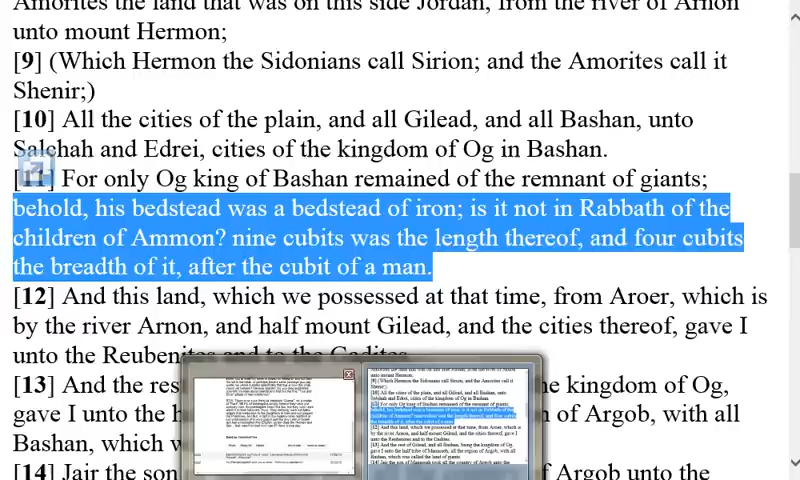 Amorites the land that was on this side Jordan, from the river of Arnon
unto mount Hermon;
[9] (Which Hermon the Sidonians call Sirion; and the Amorites call it
Shenir;)
[10] All the cities of the plain, and all Gilead, and all Bashan, unto
Salchah and Edrei, cities of the kingdom of Og in Bashan.
[11] For only Og king of Bashan remained of the remnant of giants;
behold, his bedstead was a bedstead of iron; is it not in Rabbath of the
children of Ammon? nine cubits was the length thereof, and four cubits
the breadth of it, after the cubit of a man.
[12] And this land, which we possessed at that time, from Aroer, which is
by the river Arnon, and half mount Gilead, and the cities thereof, gave I
unto the Reubenites and to the Gadites.
[13] And the res he kingdom of Og,
gave I unto the h n of Argob, with all
Bashan, which w
[14] Jair the son f Argob unto the